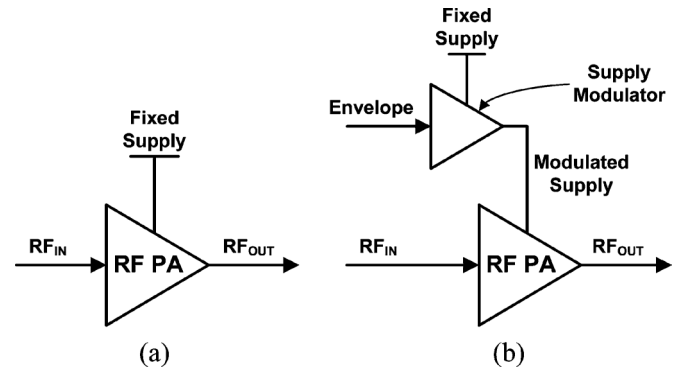 Fixed
Supply
RF_IN
RF PA
RF_OUT
(a)
Fixed
Supply
Supply
Modulator
Envelope
Modulated
Supply
RF_IN
RF PA
RF_OUT
(b)